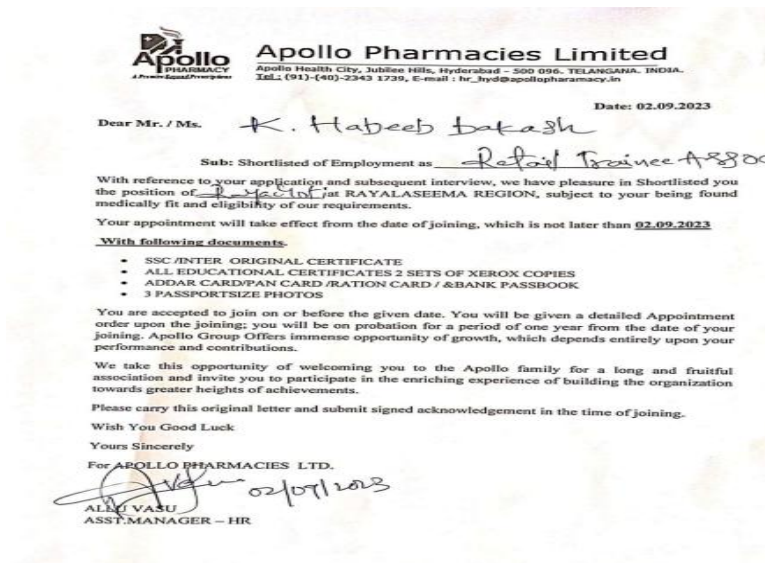 Apollo
PHARMACY
Apollo Pharmacies Limited
Apollo Health City, Jubilee Hills, Hyderabad - 500 096. TELANGANA. INDIA.
Tel.: (91)-(40)-2343 1739, E-mail : hr_hyd@apollopharamacy.in
Date: 02.09.2023
Dear Mr. / Ms. K. Habeeb bakash
Sub: Shortlisted of Employment as Retail Trainee Asso
With reference to your application and subsequent interview, we have pleasure in Shortlisted you
the position of at RAYALASEEMA REGION, subject to your being found
medically fit and eligibility of our requirements.
Your appointment will take effect from the date of joining, which is not later than 02.09.2023
With following documents.
• SSC /INTER ORIGINAL CERTIFICATE
• ALL EDUCATIONAL CERTIFICATES 2 SETS OF XEROX COPIES
• ADDAR CARD/PAN CARD /RATION CARD / &BANK PASSBOOK
• 3 PASSPORTSIZE PHOTOS
You are accepted to join on or before the given date. You will be given a detailed Appointment
order upon the joining; you will be on probation for a period of one year from the date of your
joining. Apollo Group Offers immense opportunity of growth, which depends entirely upon your
performance and contributions.
We take this opportunity of welcoming you to the Apollo family for a long and fruitful
association and invite you to participate in the enriching experience of building the organization
towards greater heights of achievements.
Please carry this original letter and submit signed acknowledgement in the time of joining.
Wish You Good Luck
Yours Sincerely
For APOLLO PHARMACIES LTD.
02/09/2023
ALLU VASU
ASST.MANAGER – HR